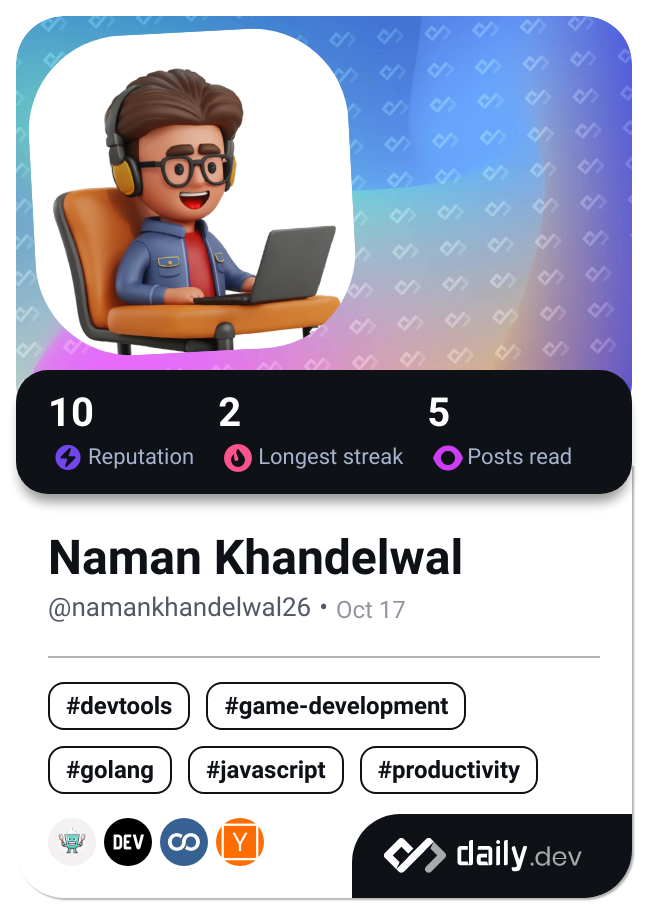 10 2 5
Reputation Longest streak Posts read
Naman Khandelwal
@namankhandelwal26 • Oct 17
#devtools #game-development
#golang #javascript #productivity
DEV Y
daily.dev